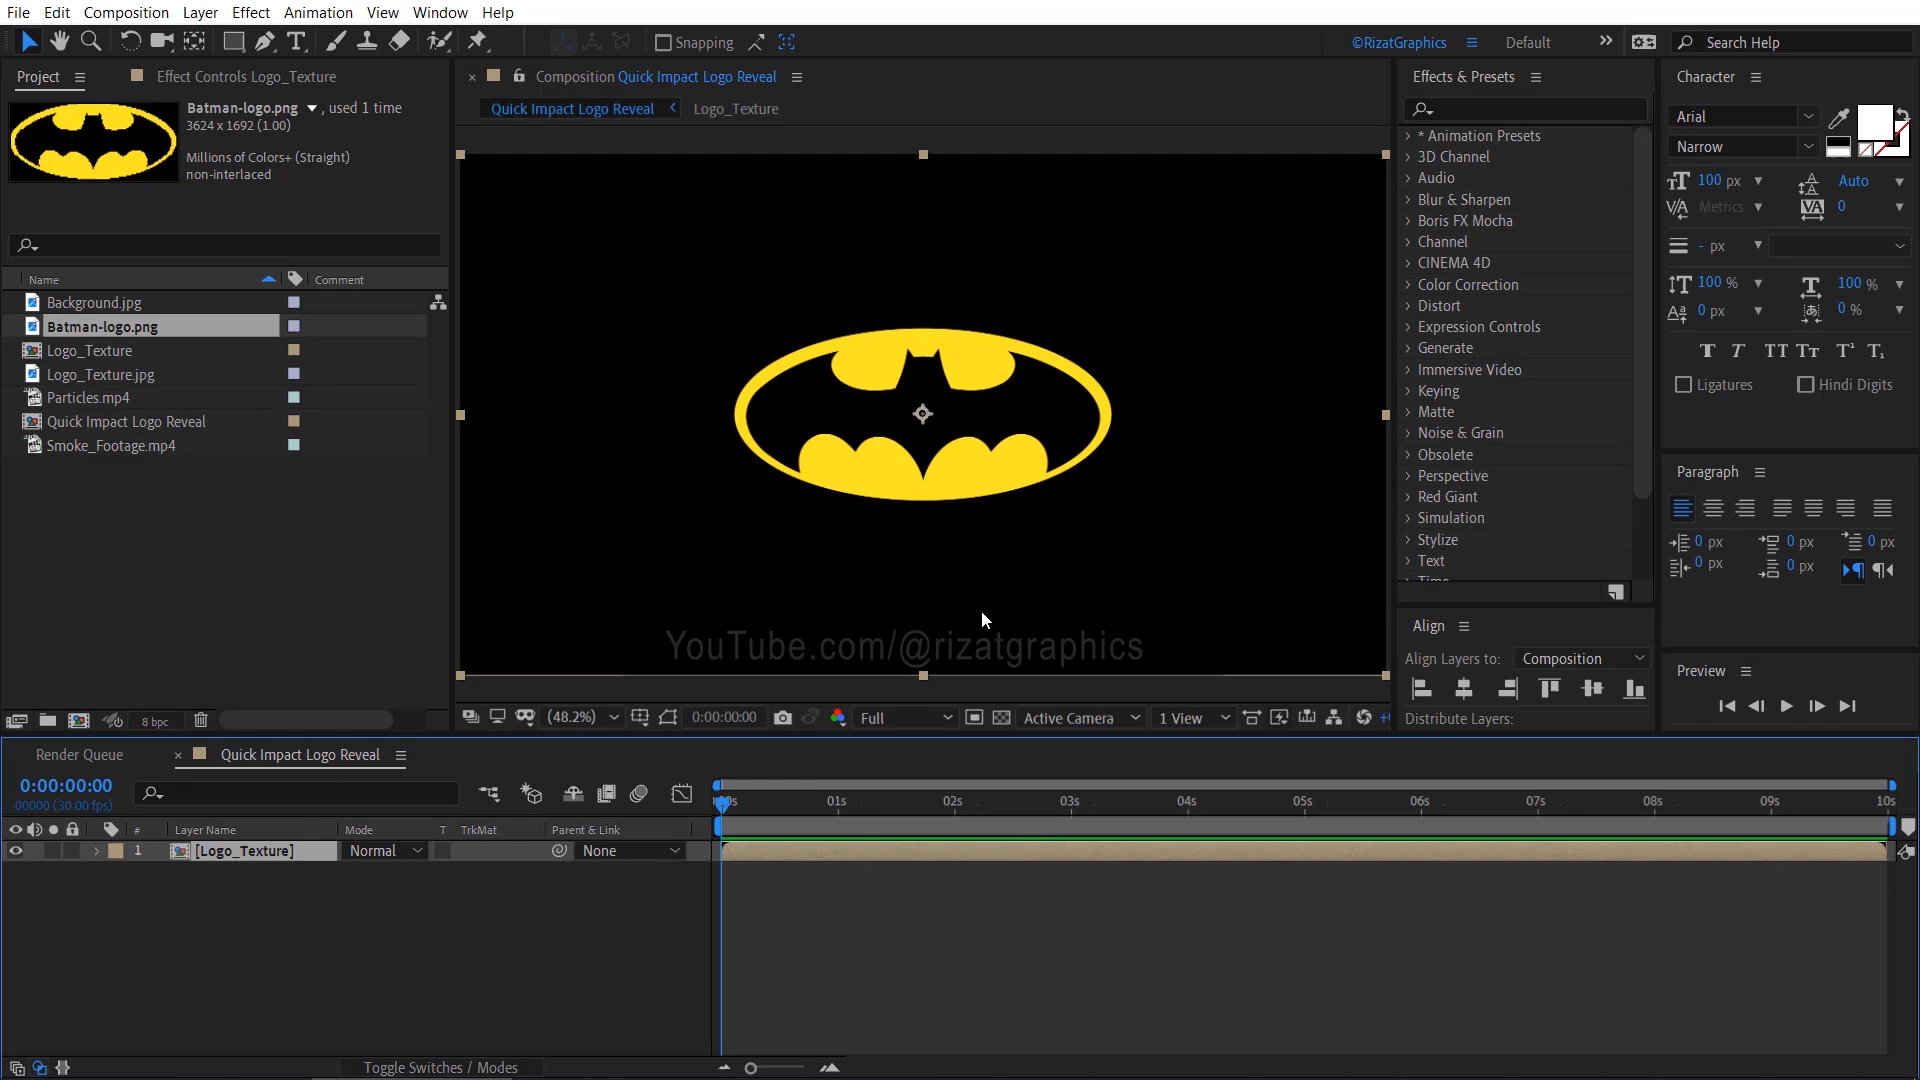 File Edit Composition Layer Effect Animation View Window Help
Snapping
©RizatGraphics Default
Search Help
Project Effect Controls Logo_Texture
Batman-logo.png , used 1 time
3624 x 1692 (1.00)
Millions of Colors+ (Straight)
non-interlaced
Name Comment
Background.jpg
Batman-logo.png
Logo_Texture
Logo_Texture.jpg
Particles.mp4
Quick Impact Logo Reveal
Smoke_Footage.mp4
8 bpc
Composition Quick Impact Logo Reveal
Quick Impact Logo Reveal Logo_Texture
YouTube.com/@rizatgraphics
(48.2%) 0:00:00:00 Full Active Camera 1 View
Effects & Presets
* Animation Presets
3D Channel
Audio
Blur & Sharpen
Boris FX Mocha
Channel
CINEMA 4D
Color Correction
Distort
Expression Controls
Generate
Immersive Video
Keying
Matte
Noise & Grain
Obsolete
Perspective
Red Giant
Simulation
Stylize
Text
Time
Align
Align Layers to: Composition
Distribute Layers:
Character
Arial
Narrow
100 px Auto
Metrics 0
- px
100 % 100 %
0 px 0 %
Ligatures Hindi Digits
Paragraph
0 px 0 px 0 px
0 px 0 px
Preview
Render Queue Quick Impact Logo Reveal
0:00:00:00
00000 (30.00 fps)
01s 02s 03s 04s 05s 06s 07s 08s 09s 10s
# Layer Name Mode T TrkMat Parent & Link
1 [Logo_Texture] Normal None
Toggle Switches / Modes